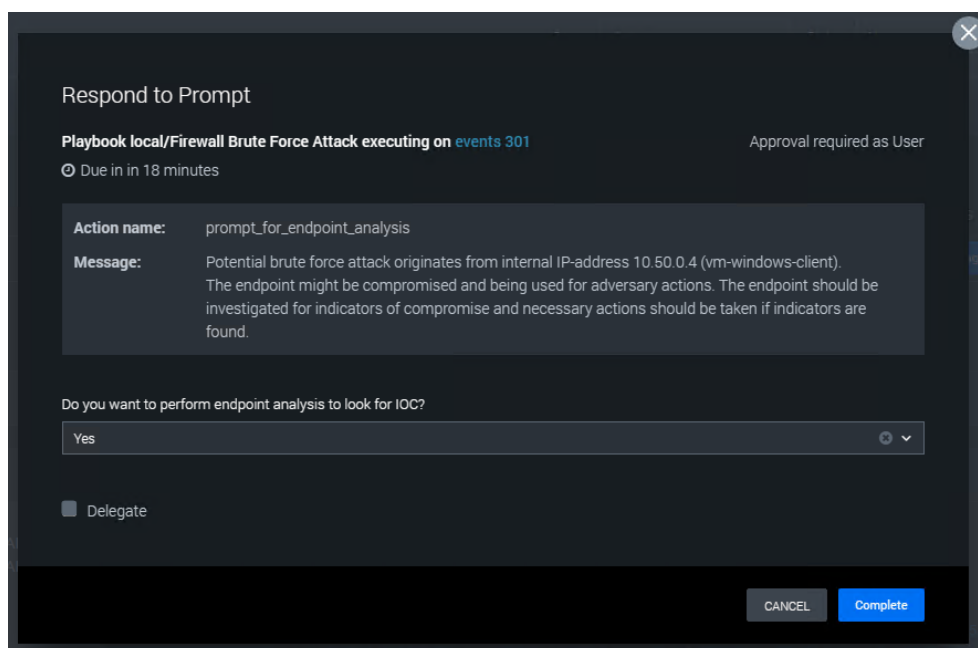 Respond to Prompt
Playbook local/Firewall Brute Force Attack executing on events 301
Approval required as User
Due in in 18 minutes
Action name: prompt_for_endpoint_analysis
Message: Potential brute force attack originates from internal IP-address 10.50.0.4 (vm-windows-client).
The endpoint might be compromised and being used for adversary actions. The endpoint should be
investigated for indicators of compromise and necessary actions should be taken if indicators are
found.
Do you want to perform endpoint analysis to look for IOC?
Yes
Delegate
CANCEL
Complete